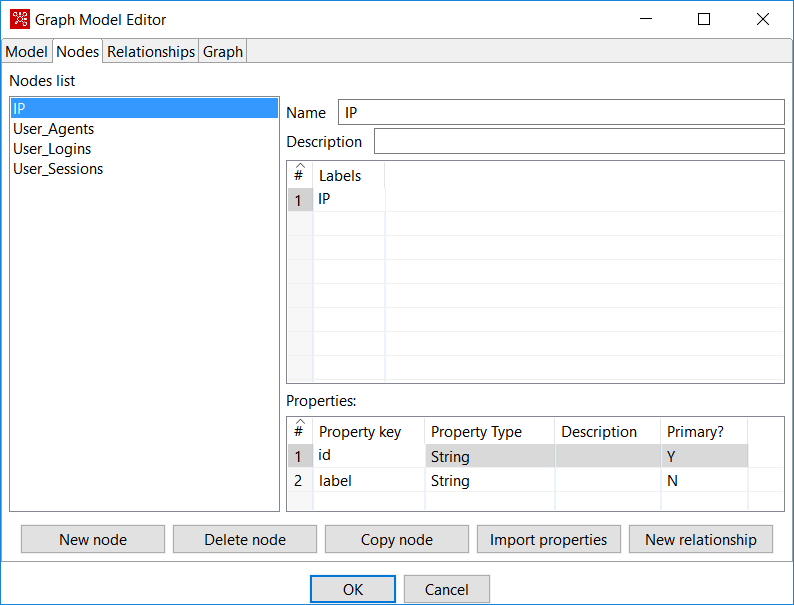 Graph Model Editor
Model Nodes Relationships Graph
Nodes list
IP
User_Agents
User_Logins
User_Sessions
Name IP
Description
# Labels
1 IP
Properties:
# Property key Property Type Description Primary?
1 id String Y
2 label String N
New node Delete node Copy node Import properties New relationship
OK Cancel